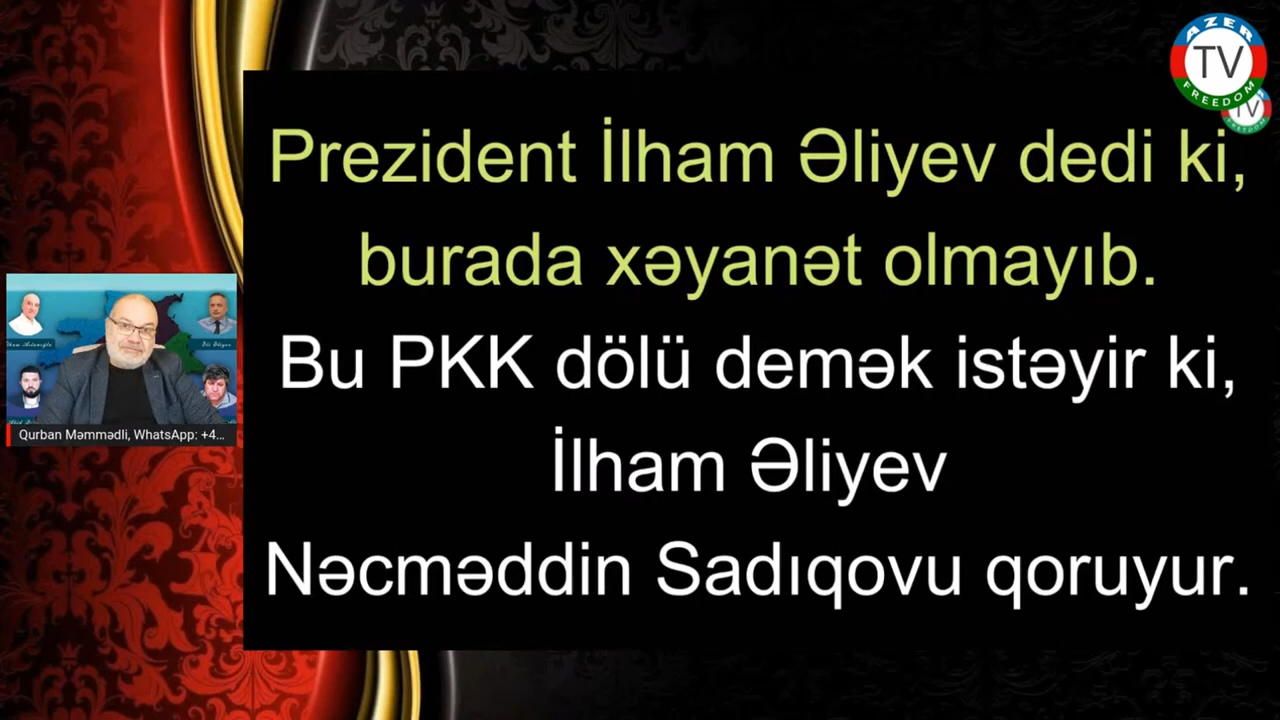 AZER
TV
FREEDOM
TV
Prezident İlham Əliyev dedi ki,
burada xəyanət olmayıb.
Bu PKK dölü demək istəyir ki,
İlham Əliyev
Nəcməddin Sadıqovu qoruyur.
Qurban Məmmədli, WhatsApp: +4...